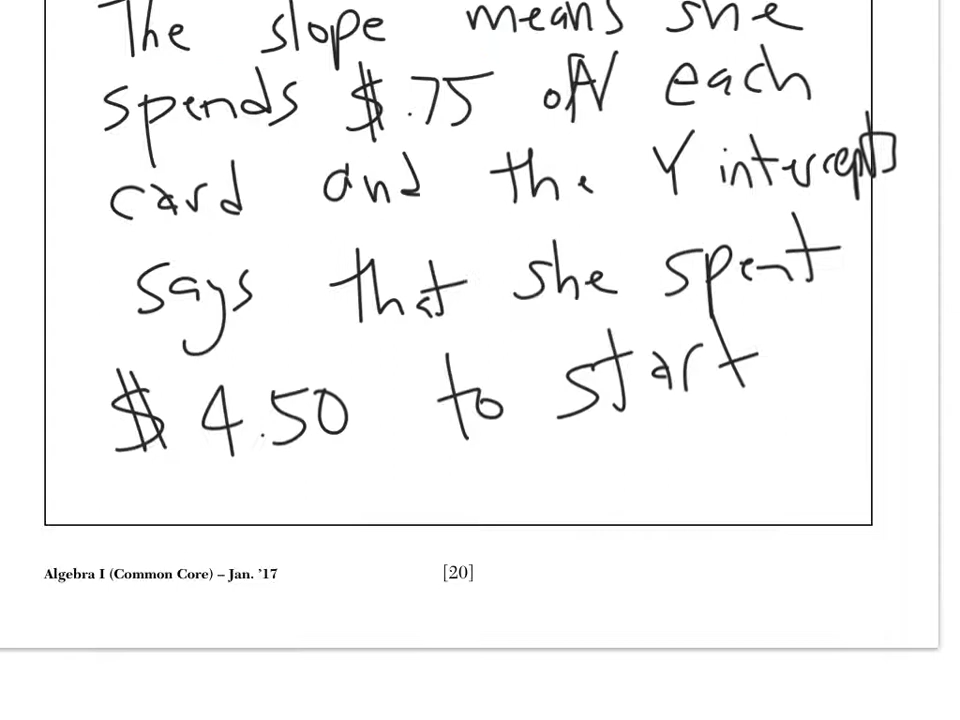 The slope means she
spends $.75 on each
card and the Y intercepts
says that she spent
$4.50 to start
Algebra I (Common Core) – Jan. ’17 [20]